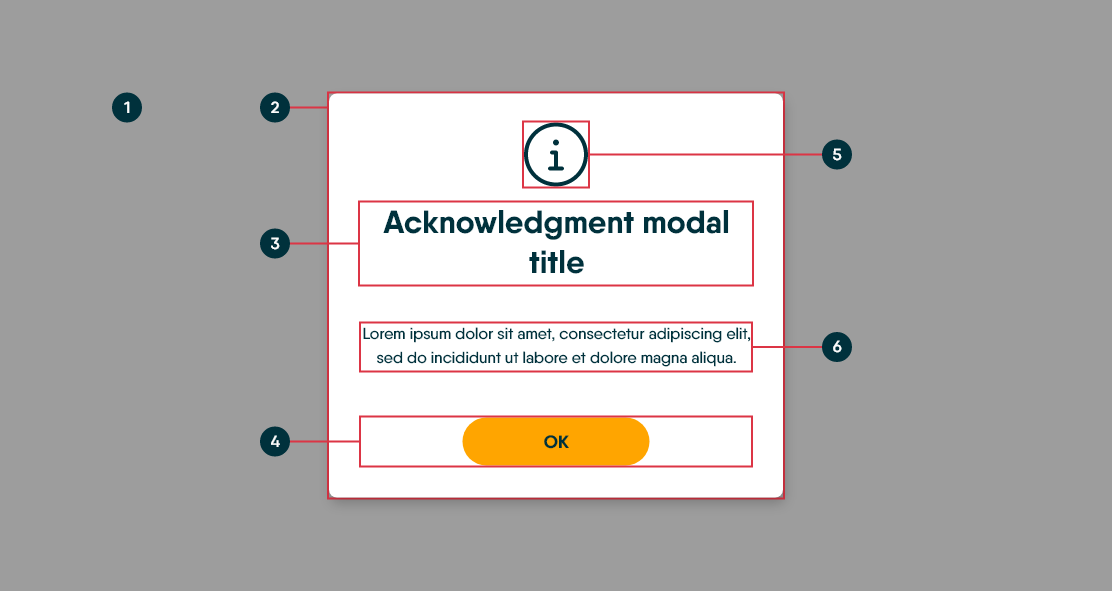 1
2
5
Acknowledgment modal
title
3
Lorem ipsum dolor sit amet, consectetur adipiscing elit,
sed do incididunt ut labore et dolore magna aliqua.
6
4
OK